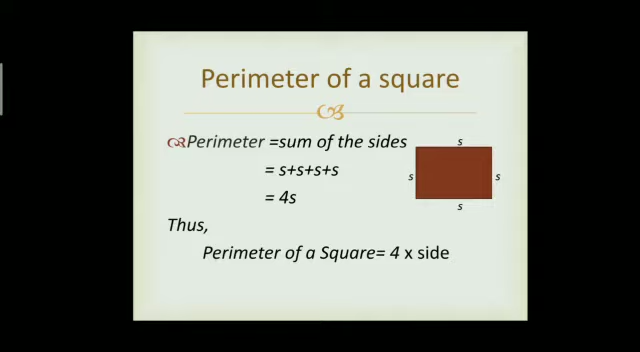 Perimeter of a square
Perimeter =sum of the sides
= s+s+s+s
= 4s
s
s
s
s
Thus,
Perimeter of a Square= 4 x side